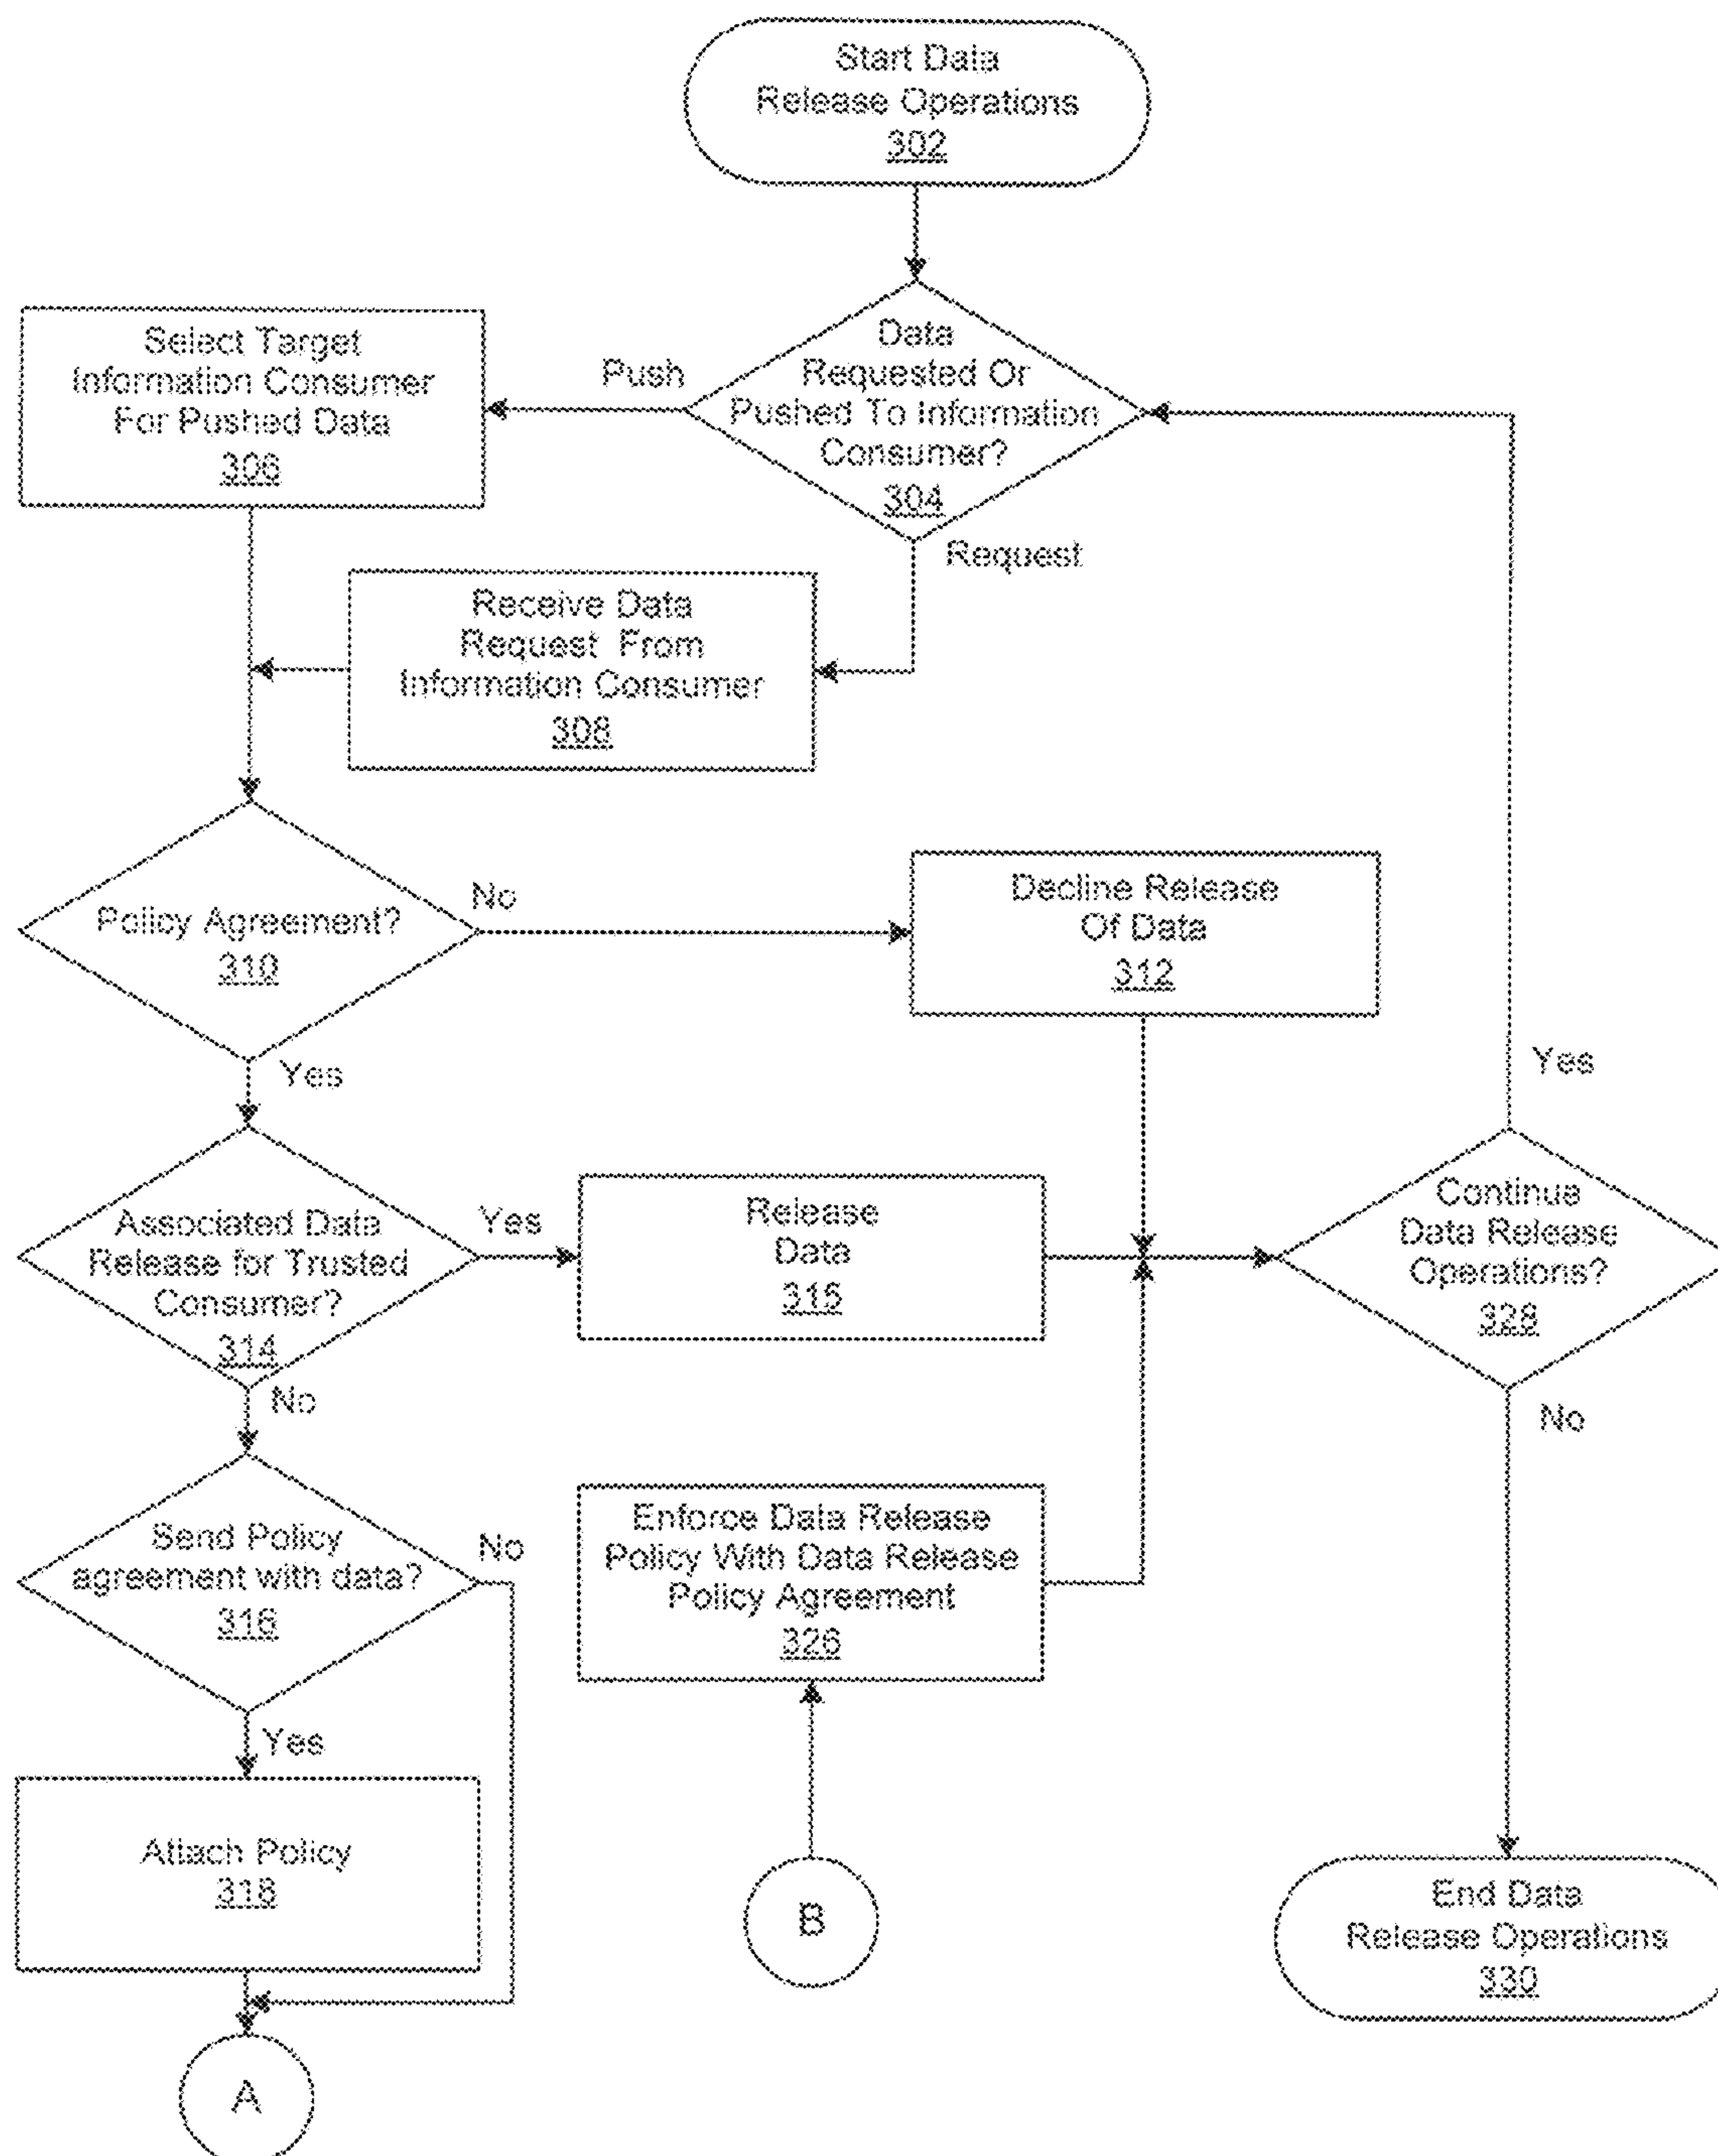 Start Data
Release Operations
302
Data
Requested Or
Pushed To Information
Consumer?
304
Push
Request
Select Target
Information Consumer
For Pushed Data
306
Receive Data
Request From
Information Consumer
308
Policy Agreement?
310
No
Yes
Decline Release
Of Data
312
Associated Data
Release for Trusted
Consumer?
314
Yes
No
Release
Data
315
Continue
Data Release
Operations?
328
Yes
No
Send Policy
agreement with data?
316
No
Yes
Enforce Data Release
Policy With Data Release
Policy Agreement
326
Attach Policy
318
B
End Data
Release Operations
330
A